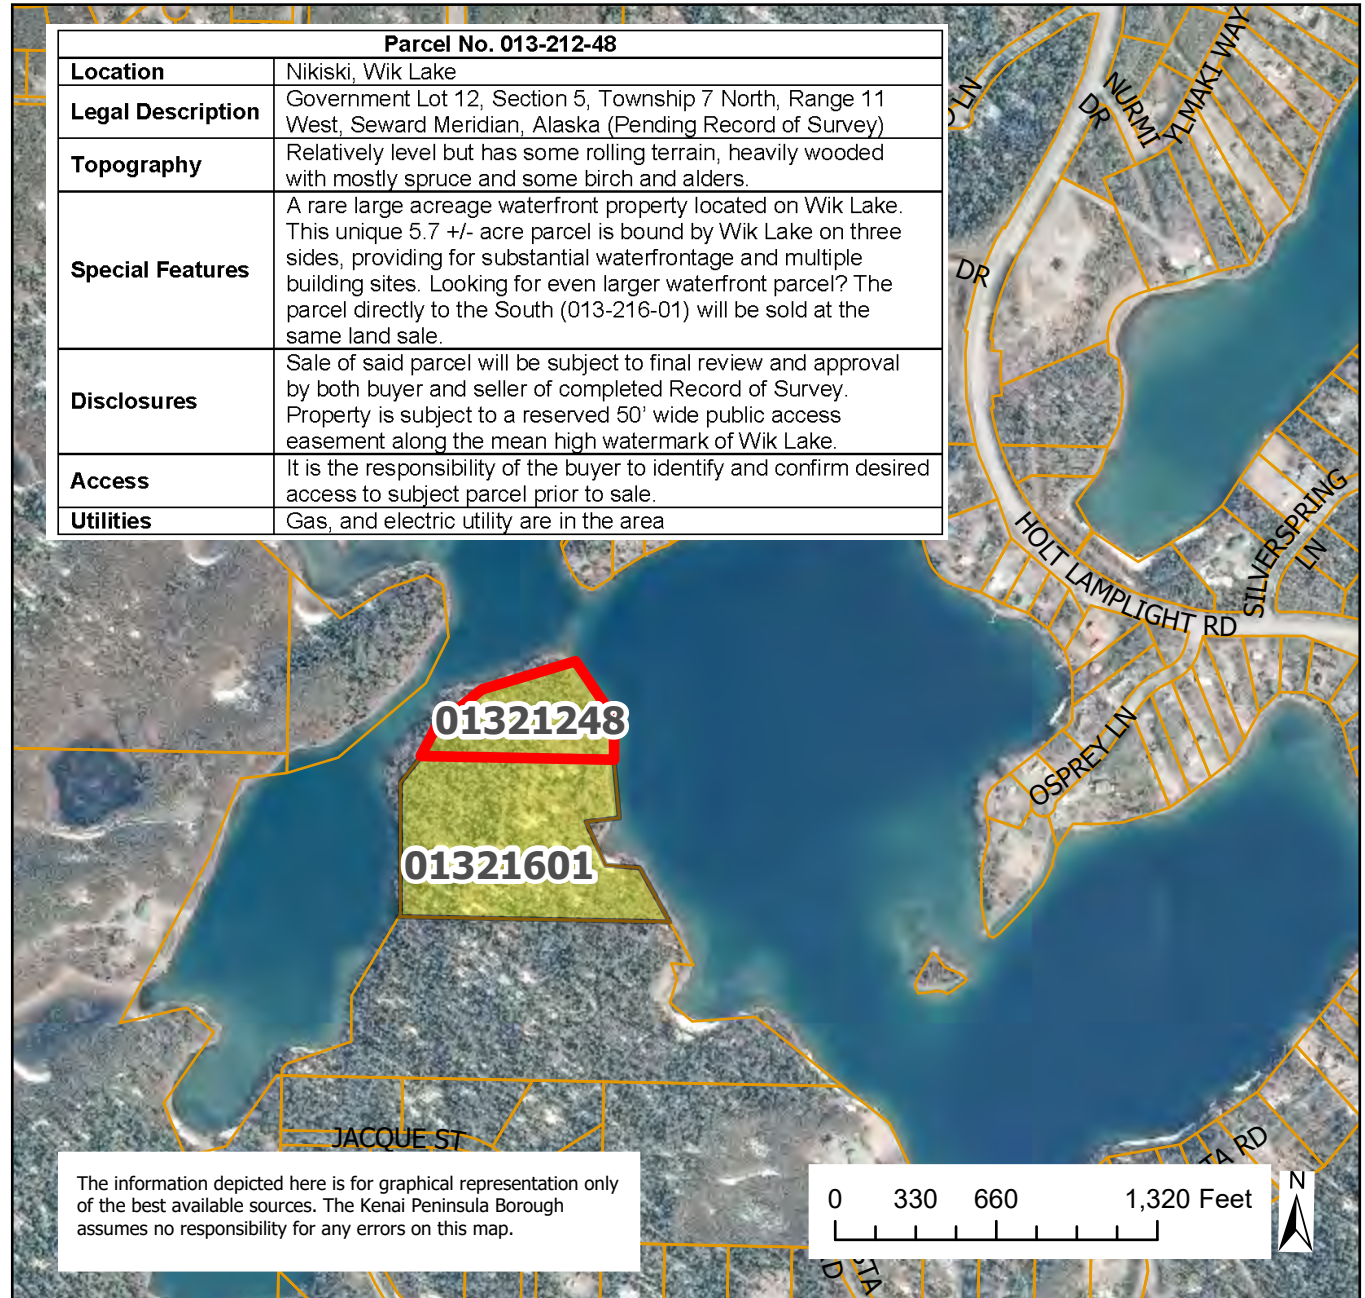 Parcel No. 013-212-48
Location Nikiski, Wik Lake
Legal Description Government Lot 12, Section 5, Township 7 North, Range 11
West, Seward Meridian, Alaska (Pending Record of Survey)
Topography Relatively level but has some rolling terrain, heavily wooded
with mostly spruce and some birch and alders.
Special Features A rare large acreage waterfront property located on Wik Lake.
This unique 5.7 +/- acre parcel is bound by Wik Lake on three
sides, providing for substantial waterfrontage and multiple
building sites. Looking for even larger waterfront parcel? The
parcel directly to the South (013-216-01) will be sold at the
same land sale.
Disclosures Sale of said parcel will be subject to final review and approval
by both buyer and seller of completed Record of Survey.
Property is subject to a reserved 50' wide public access
easement along the mean high watermark of Wik Lake.
Access It is the responsibility of the buyer to identify and confirm desired
access to subject parcel prior to sale.
Utilities Gas, and electric utility are in the area
LN
NURMI
DR
YLMAKI WAY
DR
HOLT LAMPLIGHT RD
SILVERSPRING
LN
OSPREY LN
01321248
01321601
JACQUE ST
TA RD
STA
D
The information depicted here is for graphical representation only
of the best available sources. The Kenai Peninsula Borough
assumes no responsibility for any errors on this map.
0 330 660 1,320 Feet
N